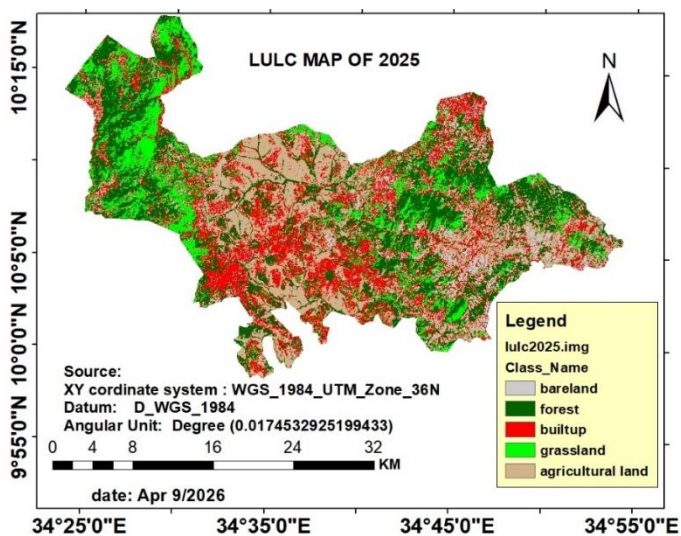 LULC MAP OF 2025
N
10°15'0"N
10°5'0"N
10°0'0"N
9°55'0"N
Source:
XY cordinate system : WGS_1984_UTM_Zone_36N
Datum: D_WGS_1984
Angular Unit: Degree (0.0174532925199433)
0 4 8 16 24 32
KM
date: Apr 9/2026
Legend
lulc2025.img
Class_Name
bareland
forest
builtup
grassland
agricultural land
34°25'0"E 34°35'0"E 34°45'0"E 34°55'0"E